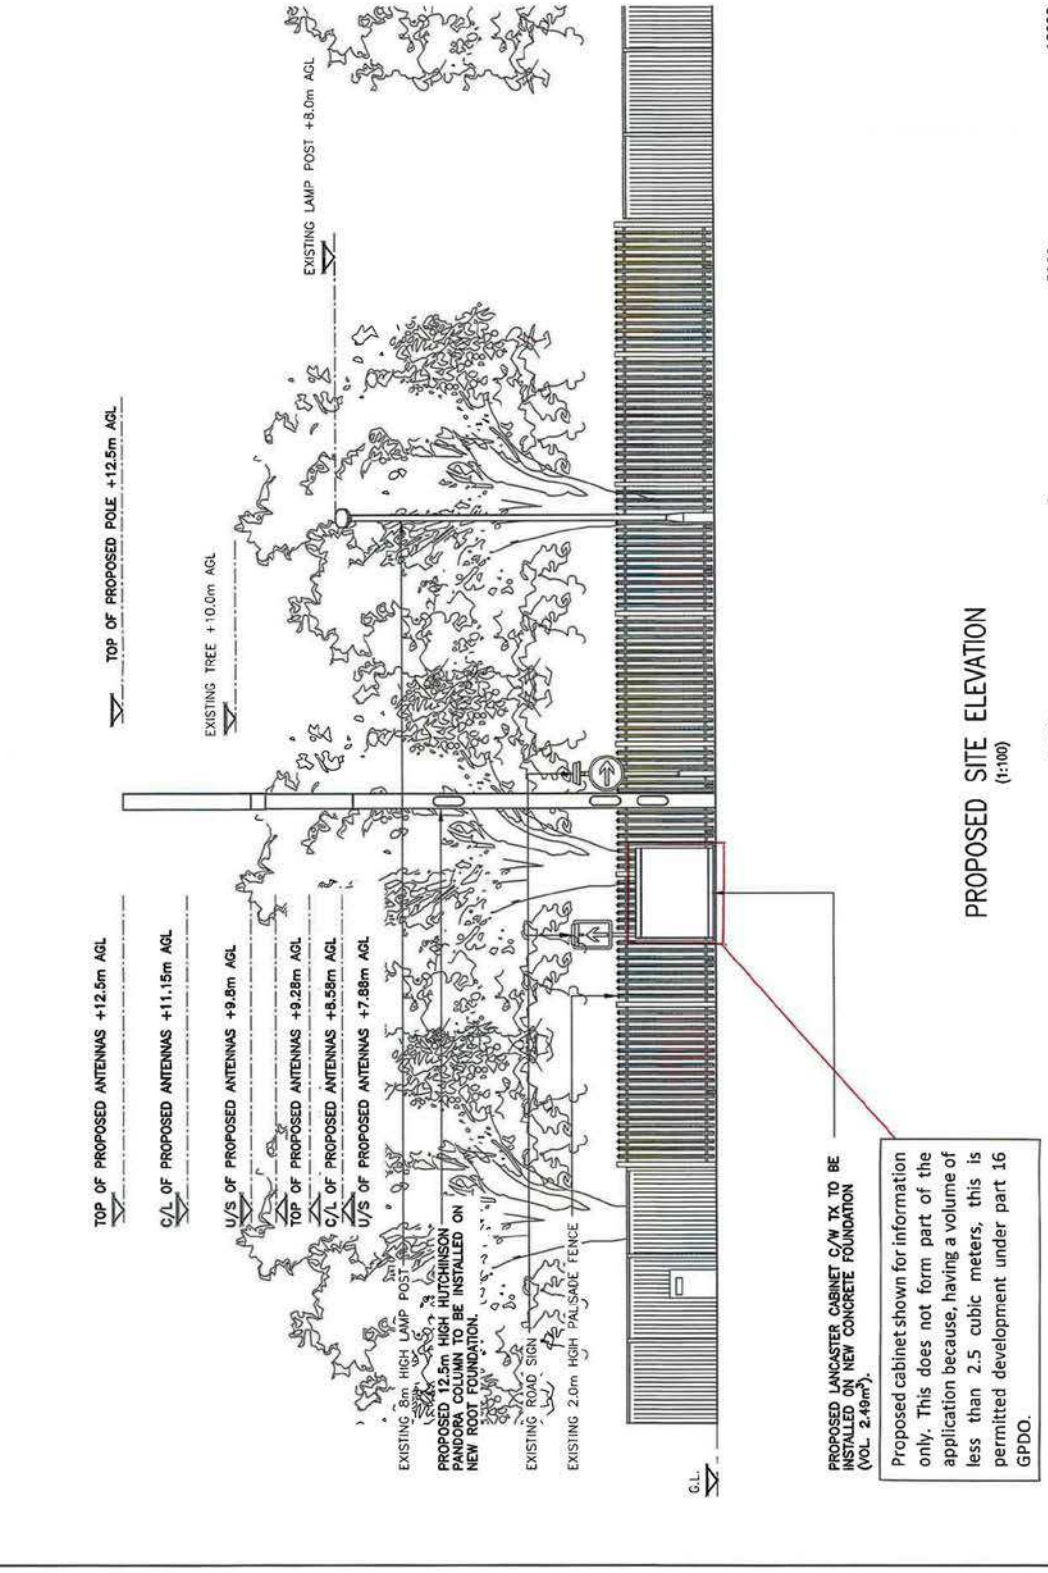 TOP OF PROPOSED ANTENNAS +12.5m AGL
C/L OF PROPOSED ANTENNAS +11.15m AGL
U/S OF PROPOSED ANTENNAS +9.8m AGL
TOP OF PROPOSED ANTENNAS +9.28m AGL
C/L OF PROPOSED ANTENNAS +8.58m AGL
U/S OF PROPOSED ANTENNAS +7.88m AGL
TOP OF PROPOSED POLE +12.5m AGL
EXISTING TREE +10.0m AGL
EXISTING LAMP POST +8.0m AGL
EXISTING 8m HIGH LAMP POST
PROPOSED 12.5m HIGH HUTCHINSON
PANDORA COLUMN TO BE INSTALLED ON
NEW ROOT FOUNDATION.
EXISTING ROAD SIGN
EXISTING 2.0m HGIH PALISADE FENCE
G.L.
PROPOSED LANCASTER CABINET C/W TX TO BE
INSTALLED ON NEW CONCRETE FOUNDATION
(VOL. 2.49m³).
Proposed cabinet shown for information
only. This does not form part of the
application because, having a volume of
less than 2.5 cubic meters, this is
permitted development under part 16
GPDO.
PROPOSED SITE ELEVATION
(1:100)